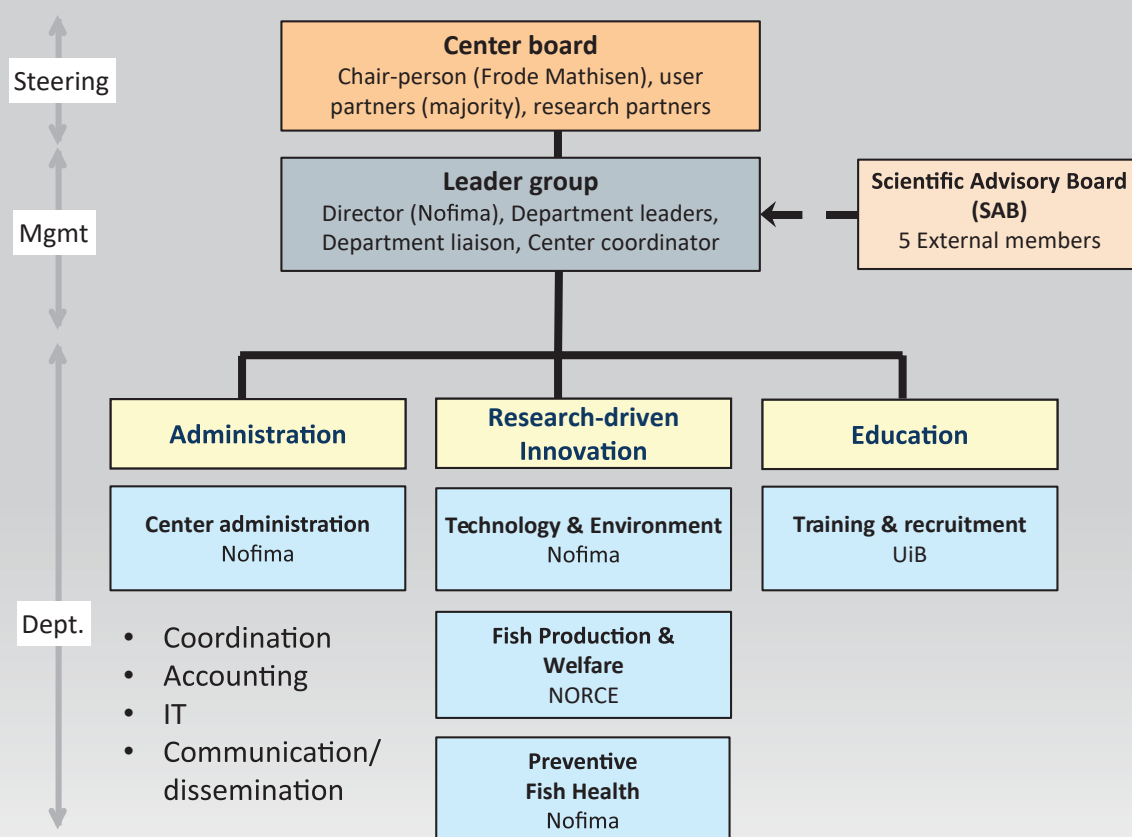 Steering
Center board
Chair-person (Frode Mathisen), user
partners (majority), research partners
Mgmt
Leader group
Director (Nofima), Department leaders,
Department liaison, Center coordinator
Scientific Advisory Board
(SAB)
5 External members
Dept.
Administration
Research-driven
Innovation
Education
Center administration
Nofima
Technology & Environment
Nofima
Training & recruitment
UiB
• Coordination
• Accounting
• IT
• Communication/
dissemination
Fish Production &
Welfare
NORCE
Preventive
Fish Health
Nofima